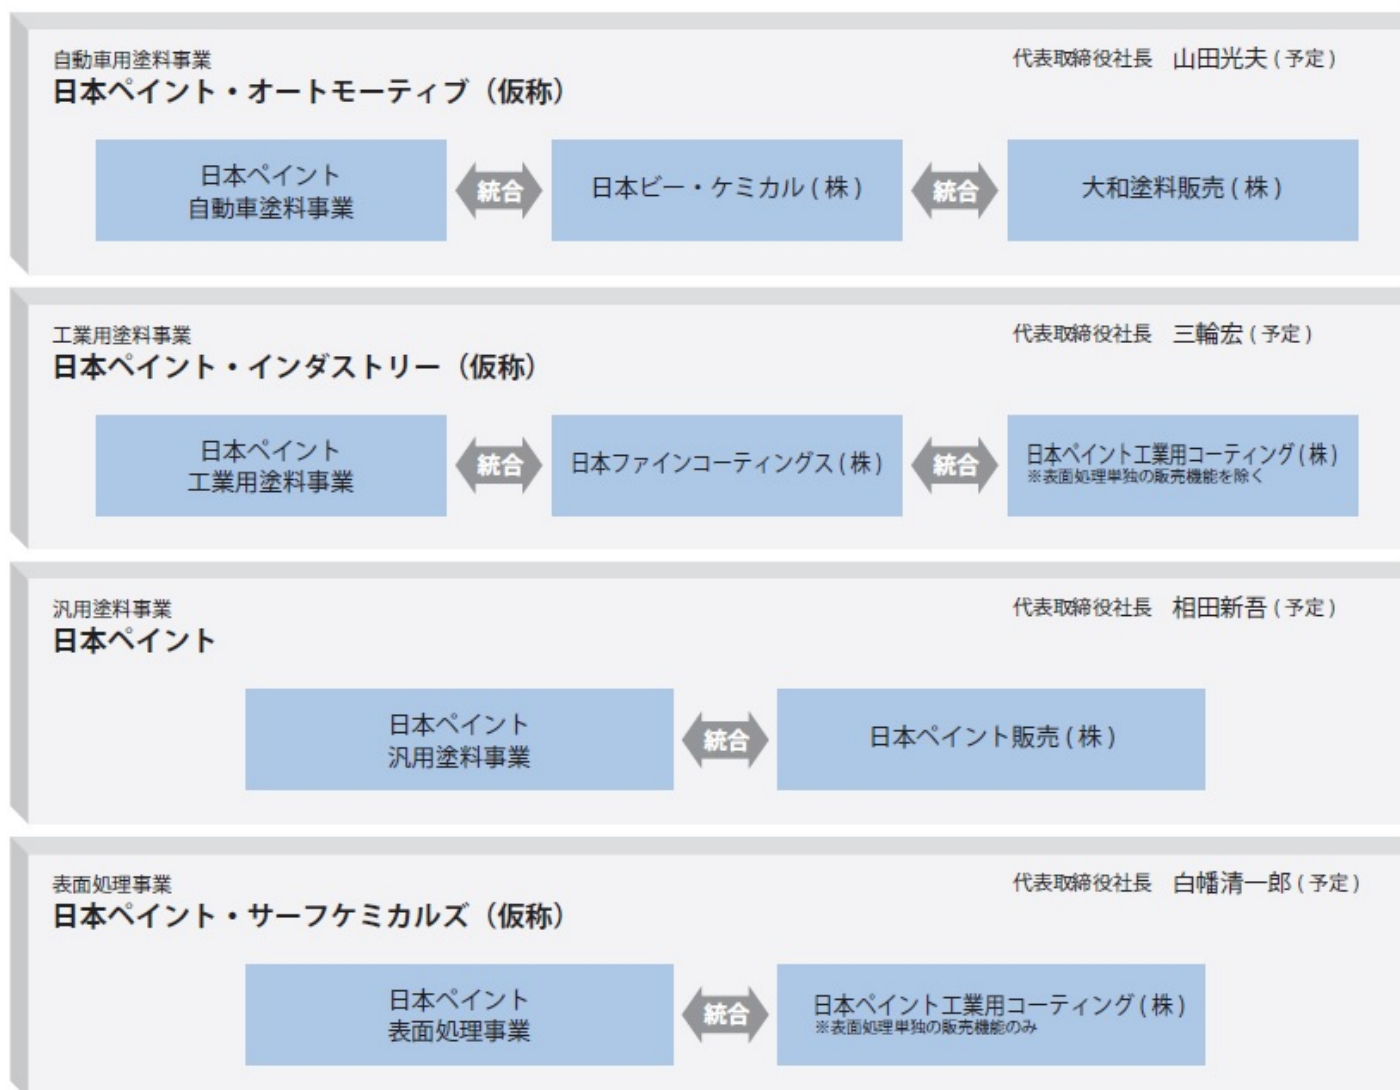 自動車用塗料事業
代表取締役社長 山田光夫(予定)
日本ペイント・オートモーティブ（仮称）
日本ペイント
自動車塗料事業
統合
日本ビー・ケミカル(株)
統合
大和塗料販売(株)
工業用塗料事業
代表取締役社長 三輪宏(予定)
日本ペイント・インダストリー（仮称）
日本ペイント
工業用塗料事業
統合
日本ファインコーティングス(株)
統合
日本ペイント工業用コーティング(株)
※表面処理単独の販売機能を除く
汎用塗料事業
代表取締役社長 相田新吾(予定)
日本ペイント
日本ペイント
汎用塗料事業
統合
日本ペイント販売(株)
表面処理事業
代表取締役社長 白幡清一郎(予定)
日本ペイント・サーフケミカルズ（仮称）
日本ペイント
表面処理事業
統合
日本ペイント工業用コーティング(株)
※表面処理単独の販売機能のみ